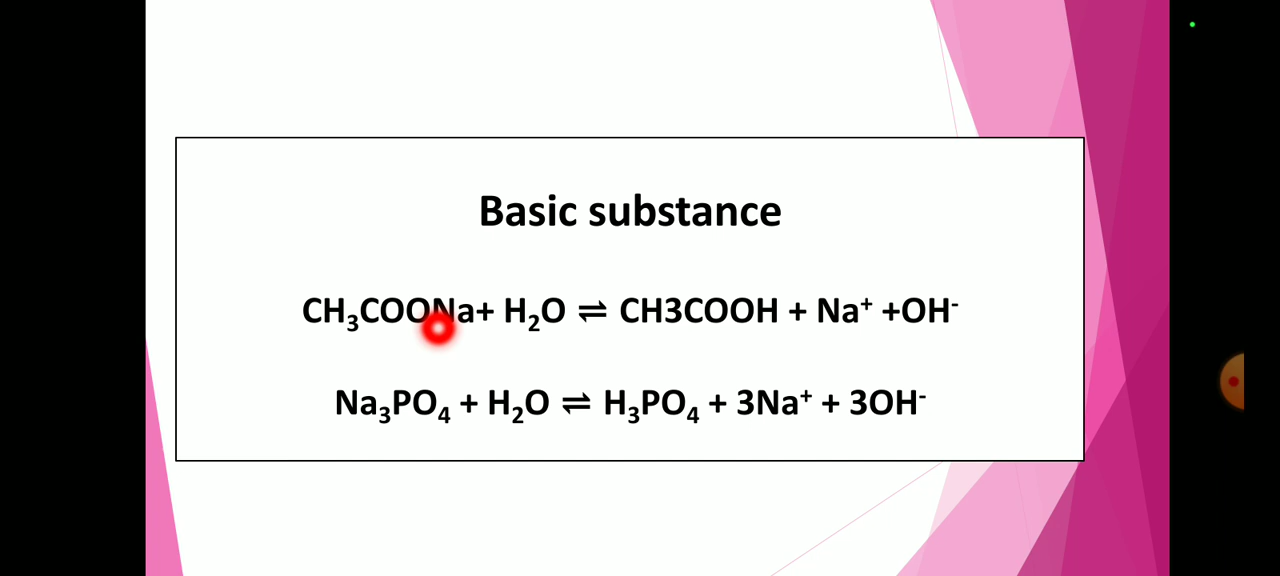 Basic substance
CH₃COONa+ H₂O ⇌ CH3COOH + Na⁺ +OH⁻
Na₃PO₄ + H₂O ⇌ H₃PO₄ + 3Na⁺ + 3OH⁻